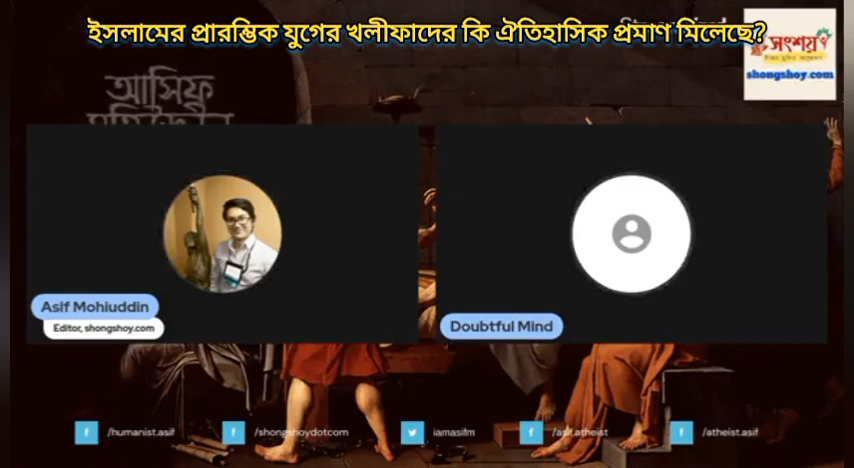 ইসলামের প্রারম্ভিক যুগের খলীফাদের কি ঐতিহাসিক প্রমাণ মিলেছে?
সংশয়
shongshoy.com
আসিফ
Asif Mohiuddin
Editor, shongshoy.com
Doubtful Mind
/humanist.asif
/shongshoydotcom
iamasifm
/asif.atheist
/atheist.asif